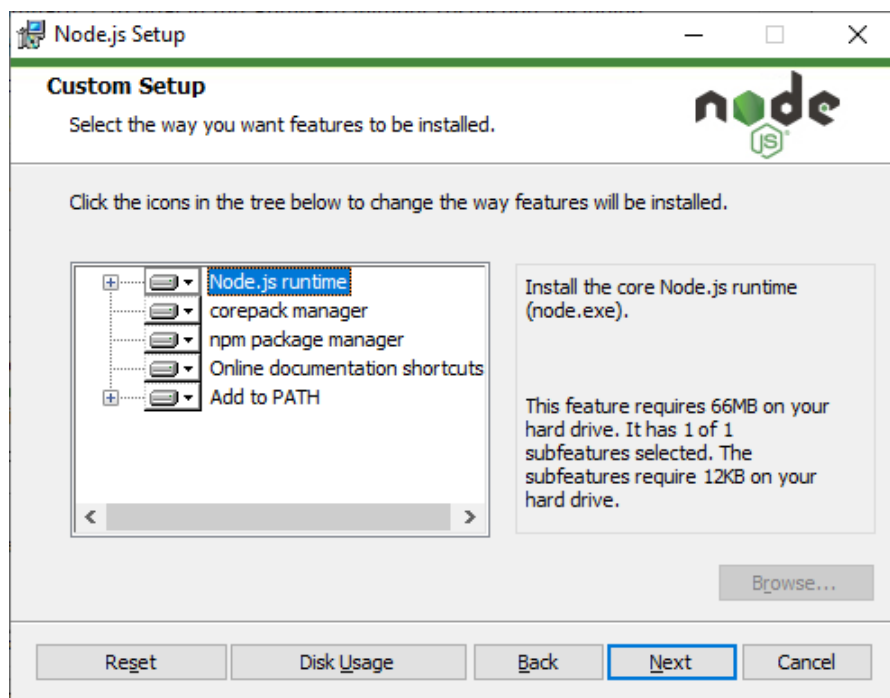 Node.js Setup
Custom Setup
Select the way you want features to be installed.
node
JS
Click the icons in the tree below to change the way features will be installed.
Node.js runtime
corepack manager
npm package manager
Online documentation shortcuts
Add to PATH
Install the core Node.js runtime
(node.exe).
This feature requires 66MB on your
hard drive. It has 1 of 1
subfeatures selected. The
subfeatures require 12KB on your
hard drive.
Browse...
Reset
Disk Usage
Back
Next
Cancel